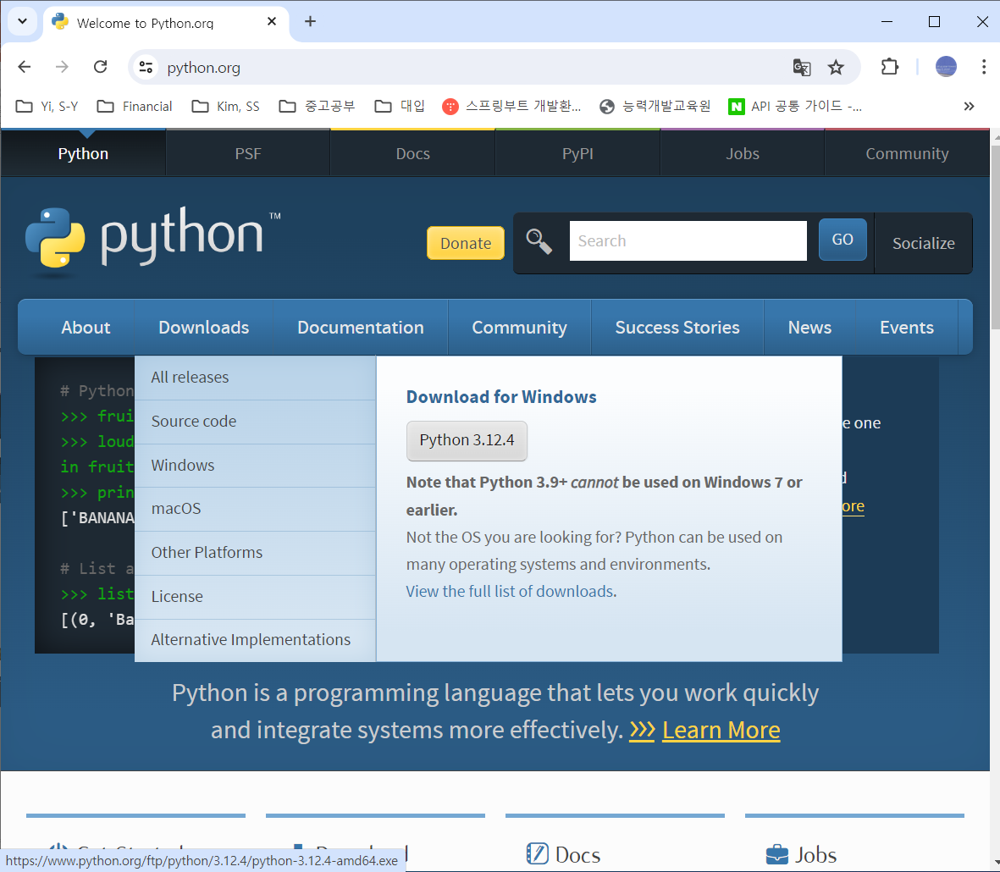 Welcome to Python.org
python.org
Yi, S-Y Financial Kim, SS 중고공부 대입 스프링부트 개발환... 능력개발교육원 N API 공통 가이드 -... »
Python PSF Docs PyPI Jobs Community
python™
Donate Search GO Socialize
About Downloads Documentation Community Success Stories News Events
All releases
Source code
Windows
macOS
Other Platforms
License
Alternative Implementations
Download for Windows
Python 3.12.4
Note that Python 3.9+ cannot be used on Windows 7 or
earlier.
Not the OS you are looking for? Python can be used on
many operating systems and environments.
View the full list of downloads.
# Python
>>> frui
>>> loud
in fruit
>>> prin
['BANANA
# List a
>>> list
[(0, 'Ba
e one
d
ore
Python is a programming language that lets you work quickly
and integrate systems more effectively. >>> Learn More
Docs Jobs
https://www.python.org/ftp/python/3.12.4/python-3.12.4-amd64.exe